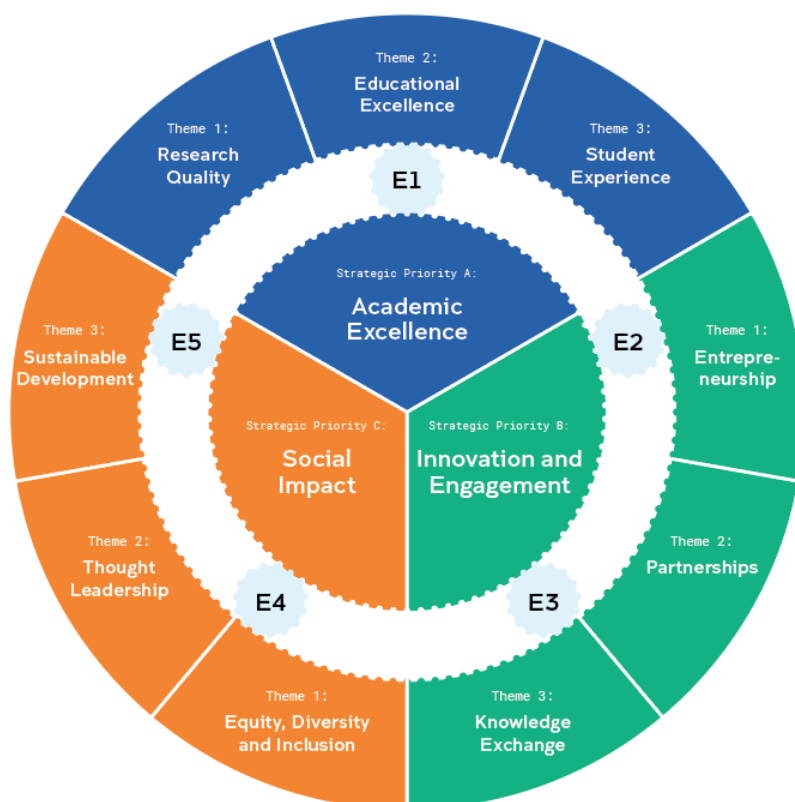 Theme 2:
Educational
Excellence
Theme 1:
Research
Quality
Theme 3:
Student
Experience
E1
Strategic Priority A:
Academic
Excellence
E5
E2
Theme 3:
Sustainable
Development
Theme 1:
Entrepre-
neurship
Strategic Priority C:
Social
Impact
Strategic Priority B:
Innovation and
Engagement
Theme 2:
Thought
Leadership
Theme 2:
Partnerships
E4
E3
Theme 1:
Equity, Diversity
and Inclusion
Theme 3:
Knowledge
Exchange